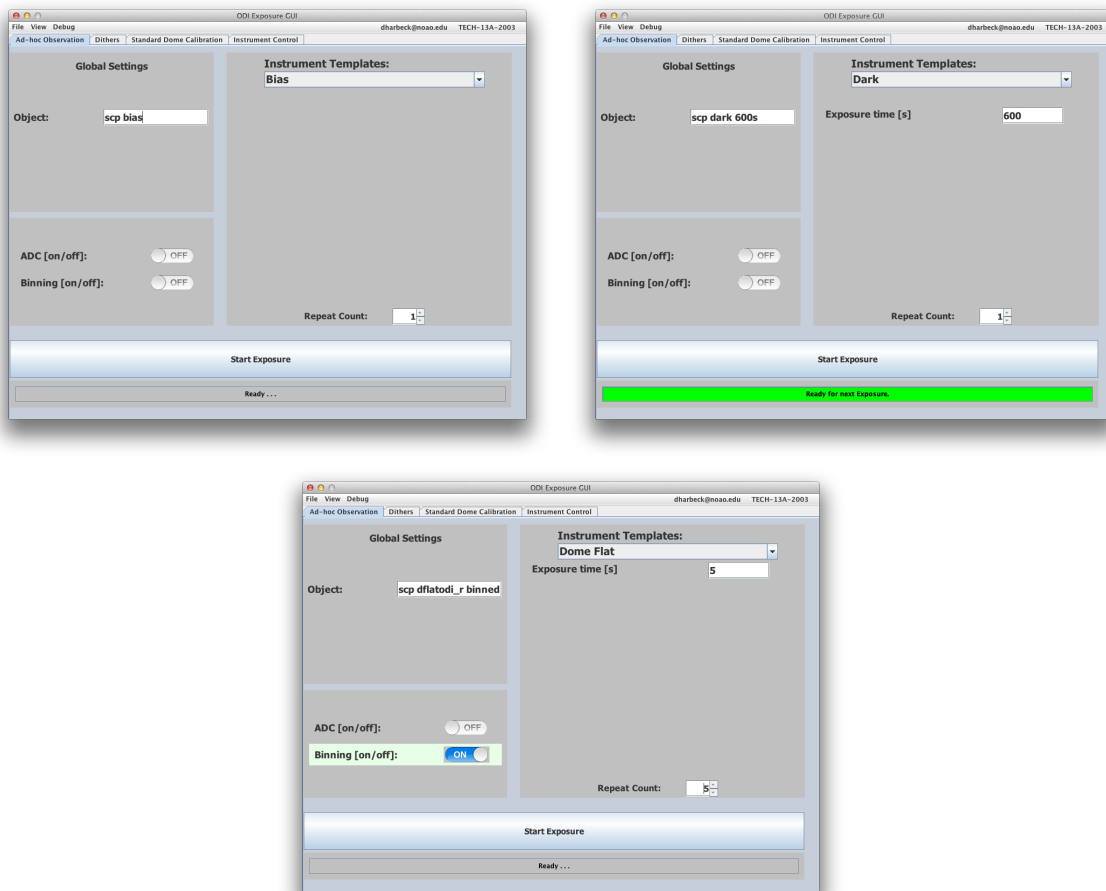 ODI Exposure GUI
File View Debug dharbeck@noao.edu TECH-13A-2003
Ad-hoc Observation Dithers Standard Dome Calibration Instrument Control
Global Settings
Instrument Templates:
Bias
Object: scp bias
ADC [on/off]: OFF
Binning [on/off]: OFF
Repeat Count: 1
Start Exposure
Ready . . .
ODI Exposure GUI
File View Debug dharbeck@noao.edu TECH-13A-2003
Ad-hoc Observation Dithers Standard Dome Calibration Instrument Control
Global Settings
Instrument Templates:
Dark
Object: scp dark 600s
Exposure time [s] 600
ADC [on/off]: OFF
Binning [on/off]: OFF
Repeat Count: 1
Start Exposure
Ready for next Exposure.
ODI Exposure GUI
File View Debug dharbeck@noao.edu TECH-13A-2003
Ad-hoc Observation Dithers Standard Dome Calibration Instrument Control
Global Settings
Instrument Templates:
Dome Flat
Exposure time [s] 5
Object: scp dflatodi_r binned
ADC [on/off]: OFF
Binning [on/off]: ON
Repeat Count: 5
Start Exposure
Ready . . .